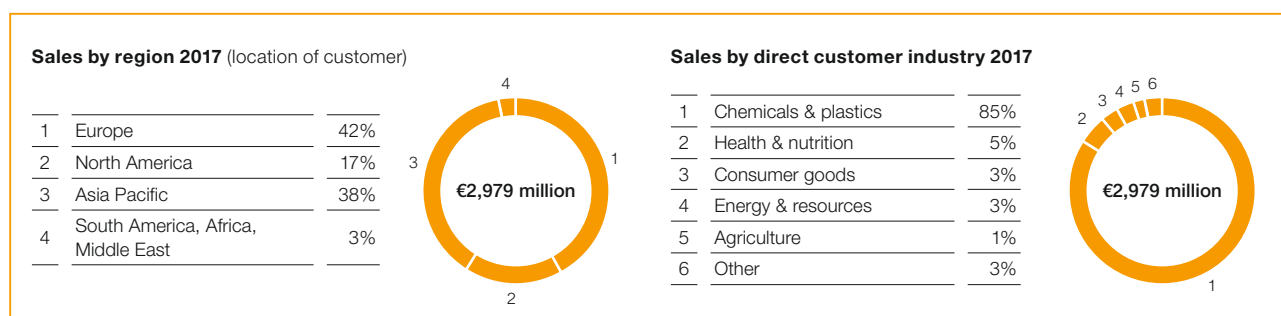 Sales by region 2017 (location of customer)
1 Europe 42%
2 North America 17%
3 Asia Pacific 38%
4 South America, Africa,
Middle East 3%
4
3
1
€2,979 million
2
Sales by direct customer industry 2017
1 Chemicals & plastics 85%
2 Health & nutrition 5%
3 Consumer goods 3%
4 Energy & resources 3%
5 Agriculture 1%
6 Other 3%
2 3 4 5 6
€2,979 million
1